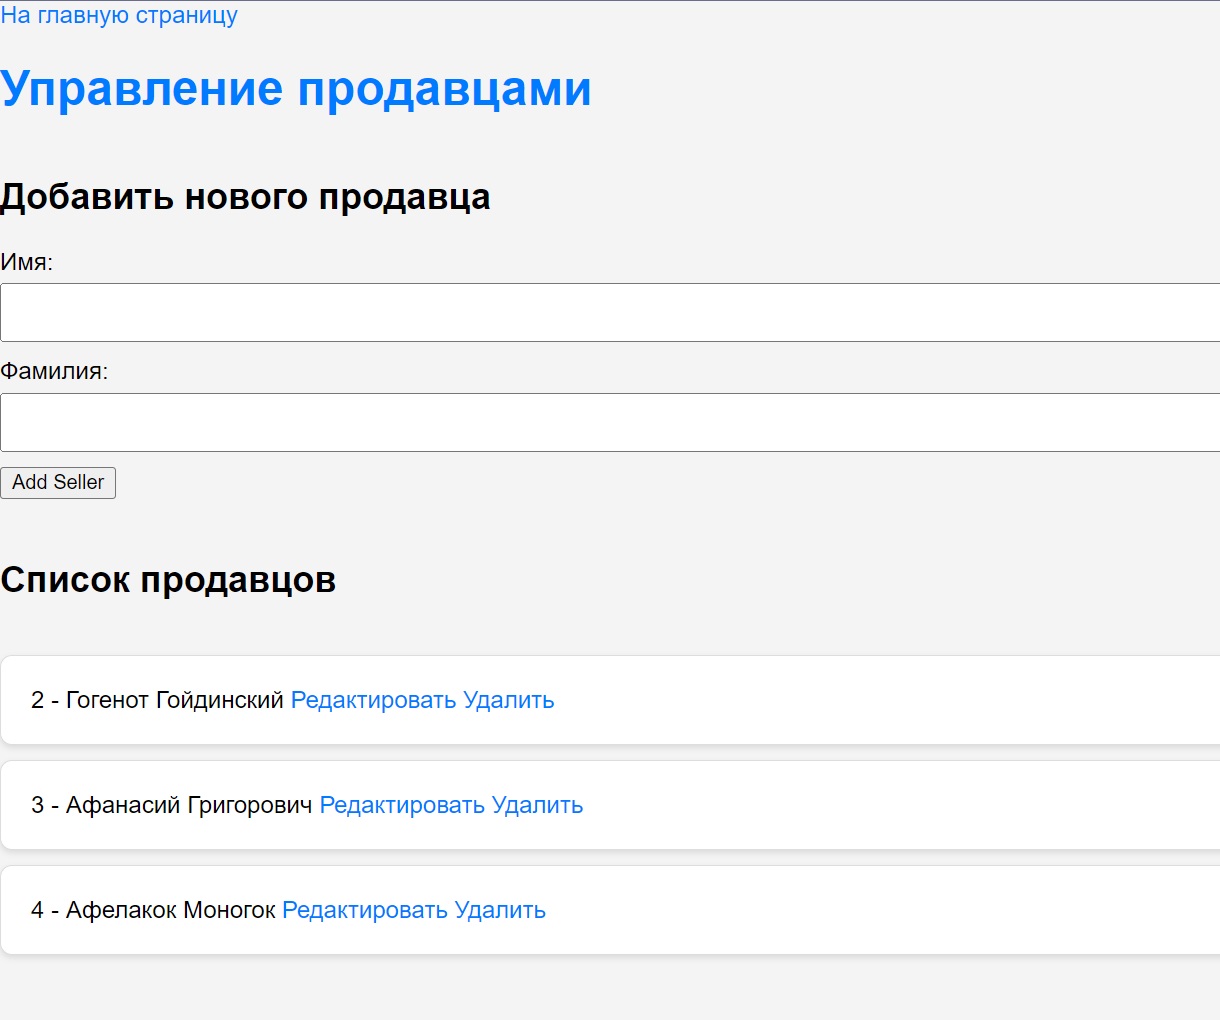 На главную страницу
Управление продавцами
Добавить нового продавца
Имя:
Фамилия:
Add Seller
Список продавцов
2 - Гогенот Гойдинский Редактировать Удалить
3 - Афанасий Григорович Редактировать Удалить
4 - Афелакок Моногок Редактировать Удалить